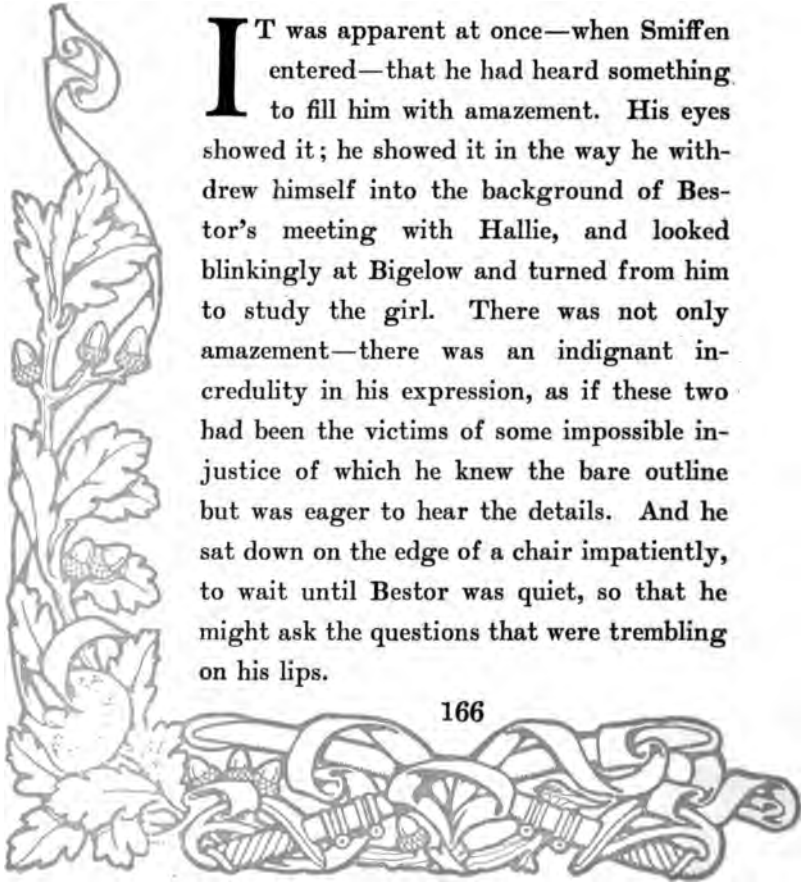 IT was apparent at once—when Smiffen
entered—that he had heard something
to fill him with amazement. His eyes
showed it; he showed it in the way he with-
drew himself into the background of Bes-
tor's meeting with Hallie, and looked
blinkingly at Bigelow and turned from him
to study the girl. There was not only
amazement—there was an indignant in-
credulity in his expression, as if these two
had been the victims of some impossible in-
justice of which he knew the bare outline
but was eager to hear the details. And he
sat down on the edge of a chair impatiently,
to wait until Bestor was quiet, so that he
might ask the questions that were trembling
on his lips.
166